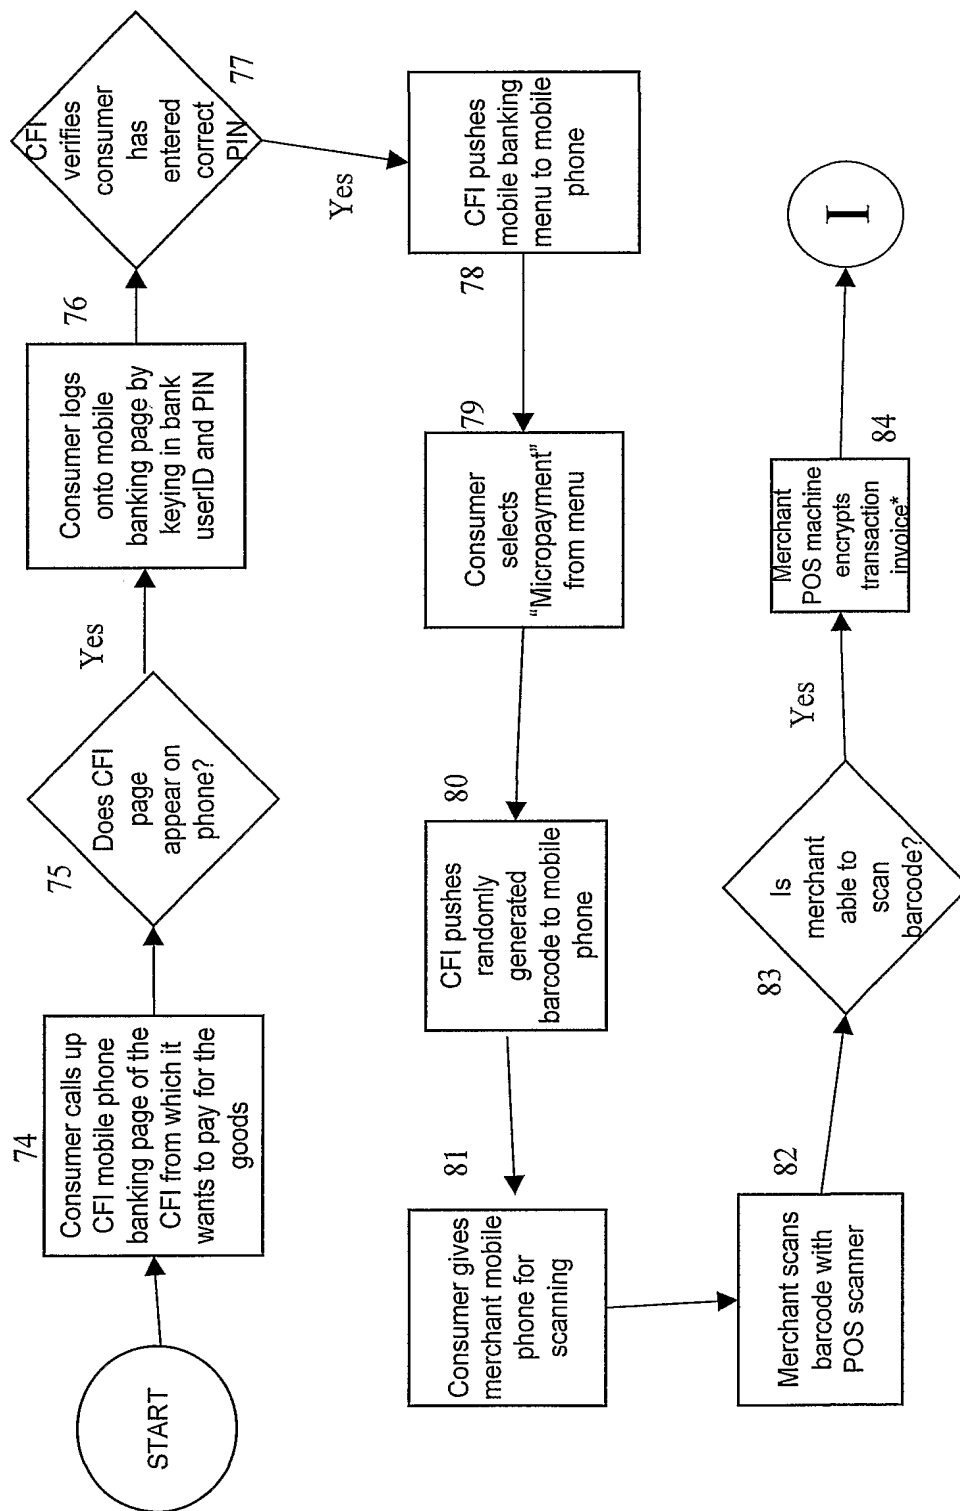 START
74
Consumer calls up
CFI mobile phone
banking page of the
CFI from which it
wants to pay for the
goods
75
Does CFI
page
appear on
phone?
Yes
76
Consumer logs
onto mobile
banking page by
keying in bank
userID and PIN
CFI
verifies
consumer
has
entered
correct
PIN
77
Yes
CFI pushes
mobile banking
menu to mobile
phone
78
79
Consumer
selects
“Micropayment”
from menu
80
CFI pushes
randomly
generated
barcode to mobile
phone
81
Consumer gives
merchant mobile
phone for
scanning
82
Merchant scans
barcode with
POS scanner
83
Is
merchant
able to
scan
barcode?
Yes
84
Merchant
POS machine
encrypts
transaction
invoice*
I